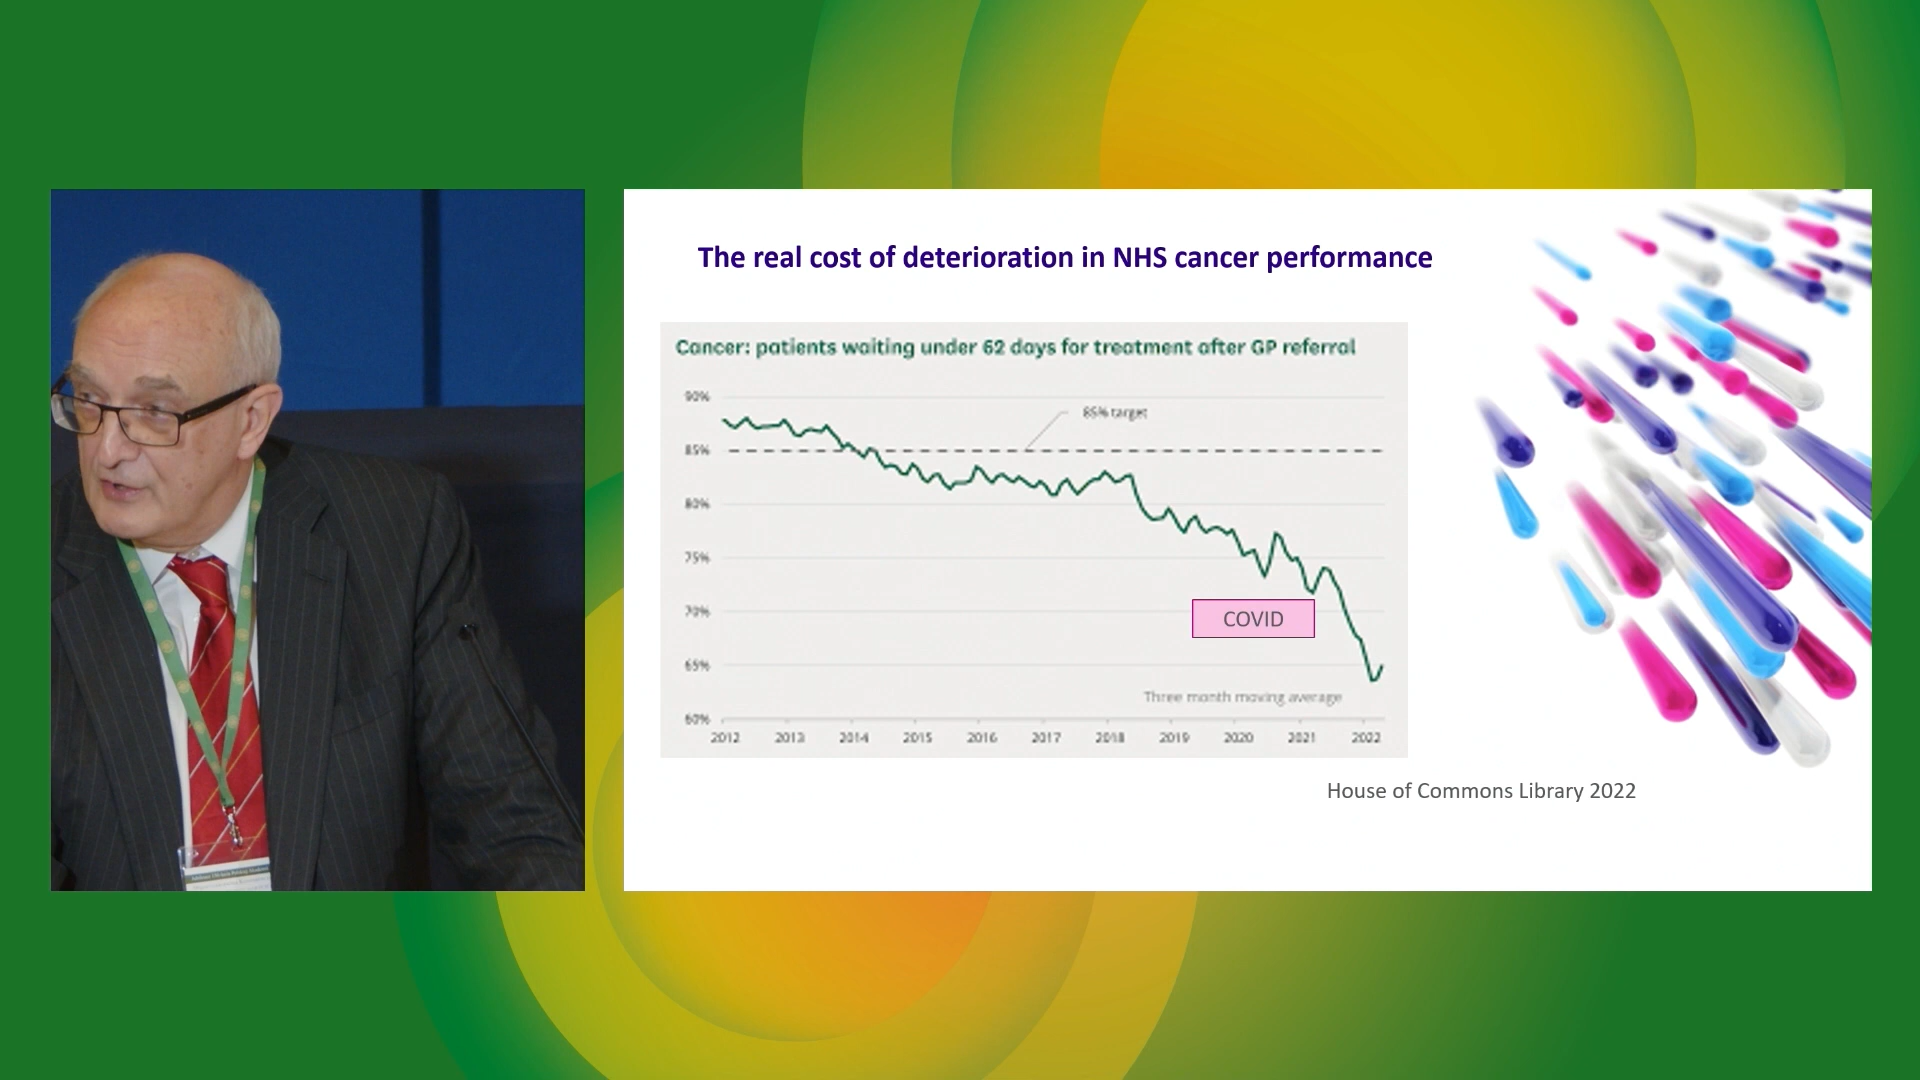 The real cost of deterioration in NHS cancer performance
Cancer: patients waiting under 62 days for treatment after GP referral
90%
85% target
85%
80%
75%
70%
COVID
65%
Three month moving average
60%
2012 2013 2014 2015 2016 2017 2018 2019 2020 2021 2022
House of Commons Library 2022